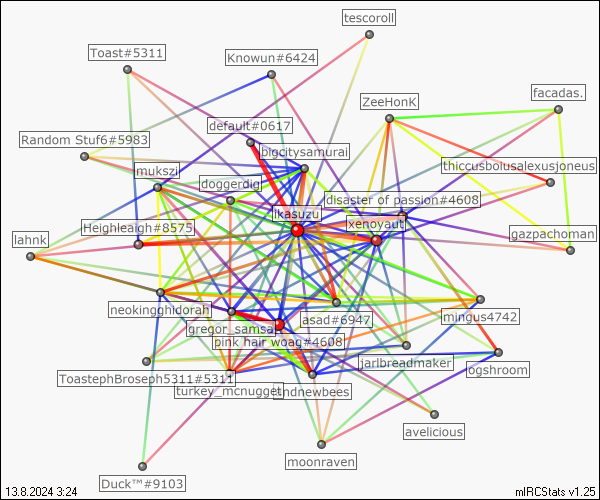 tescoroll
Toast#5311
Knowun#6424
facadas.
ZeeHonK
default#0617
Random Stuf6#5983
bigcitysamurai
thiccusbolusalexusjoneus
mukszi
doggerdig
disaster of passion#4608
likasuzu
xenoyaut
Heighleaigh#8575
gazpachoman
lahnk
neokingghidorah
asad#6947
mingus4742
gregor_samsa
pink hair woag#4608
jarlbreadmaker
ogshroom
ToastephBroseph5311#5311
turkey_mcnugget
indnewbees
avelicious
moonraven
Duck™#9103
13.8.2024 3:24
mIRCStats v1.25